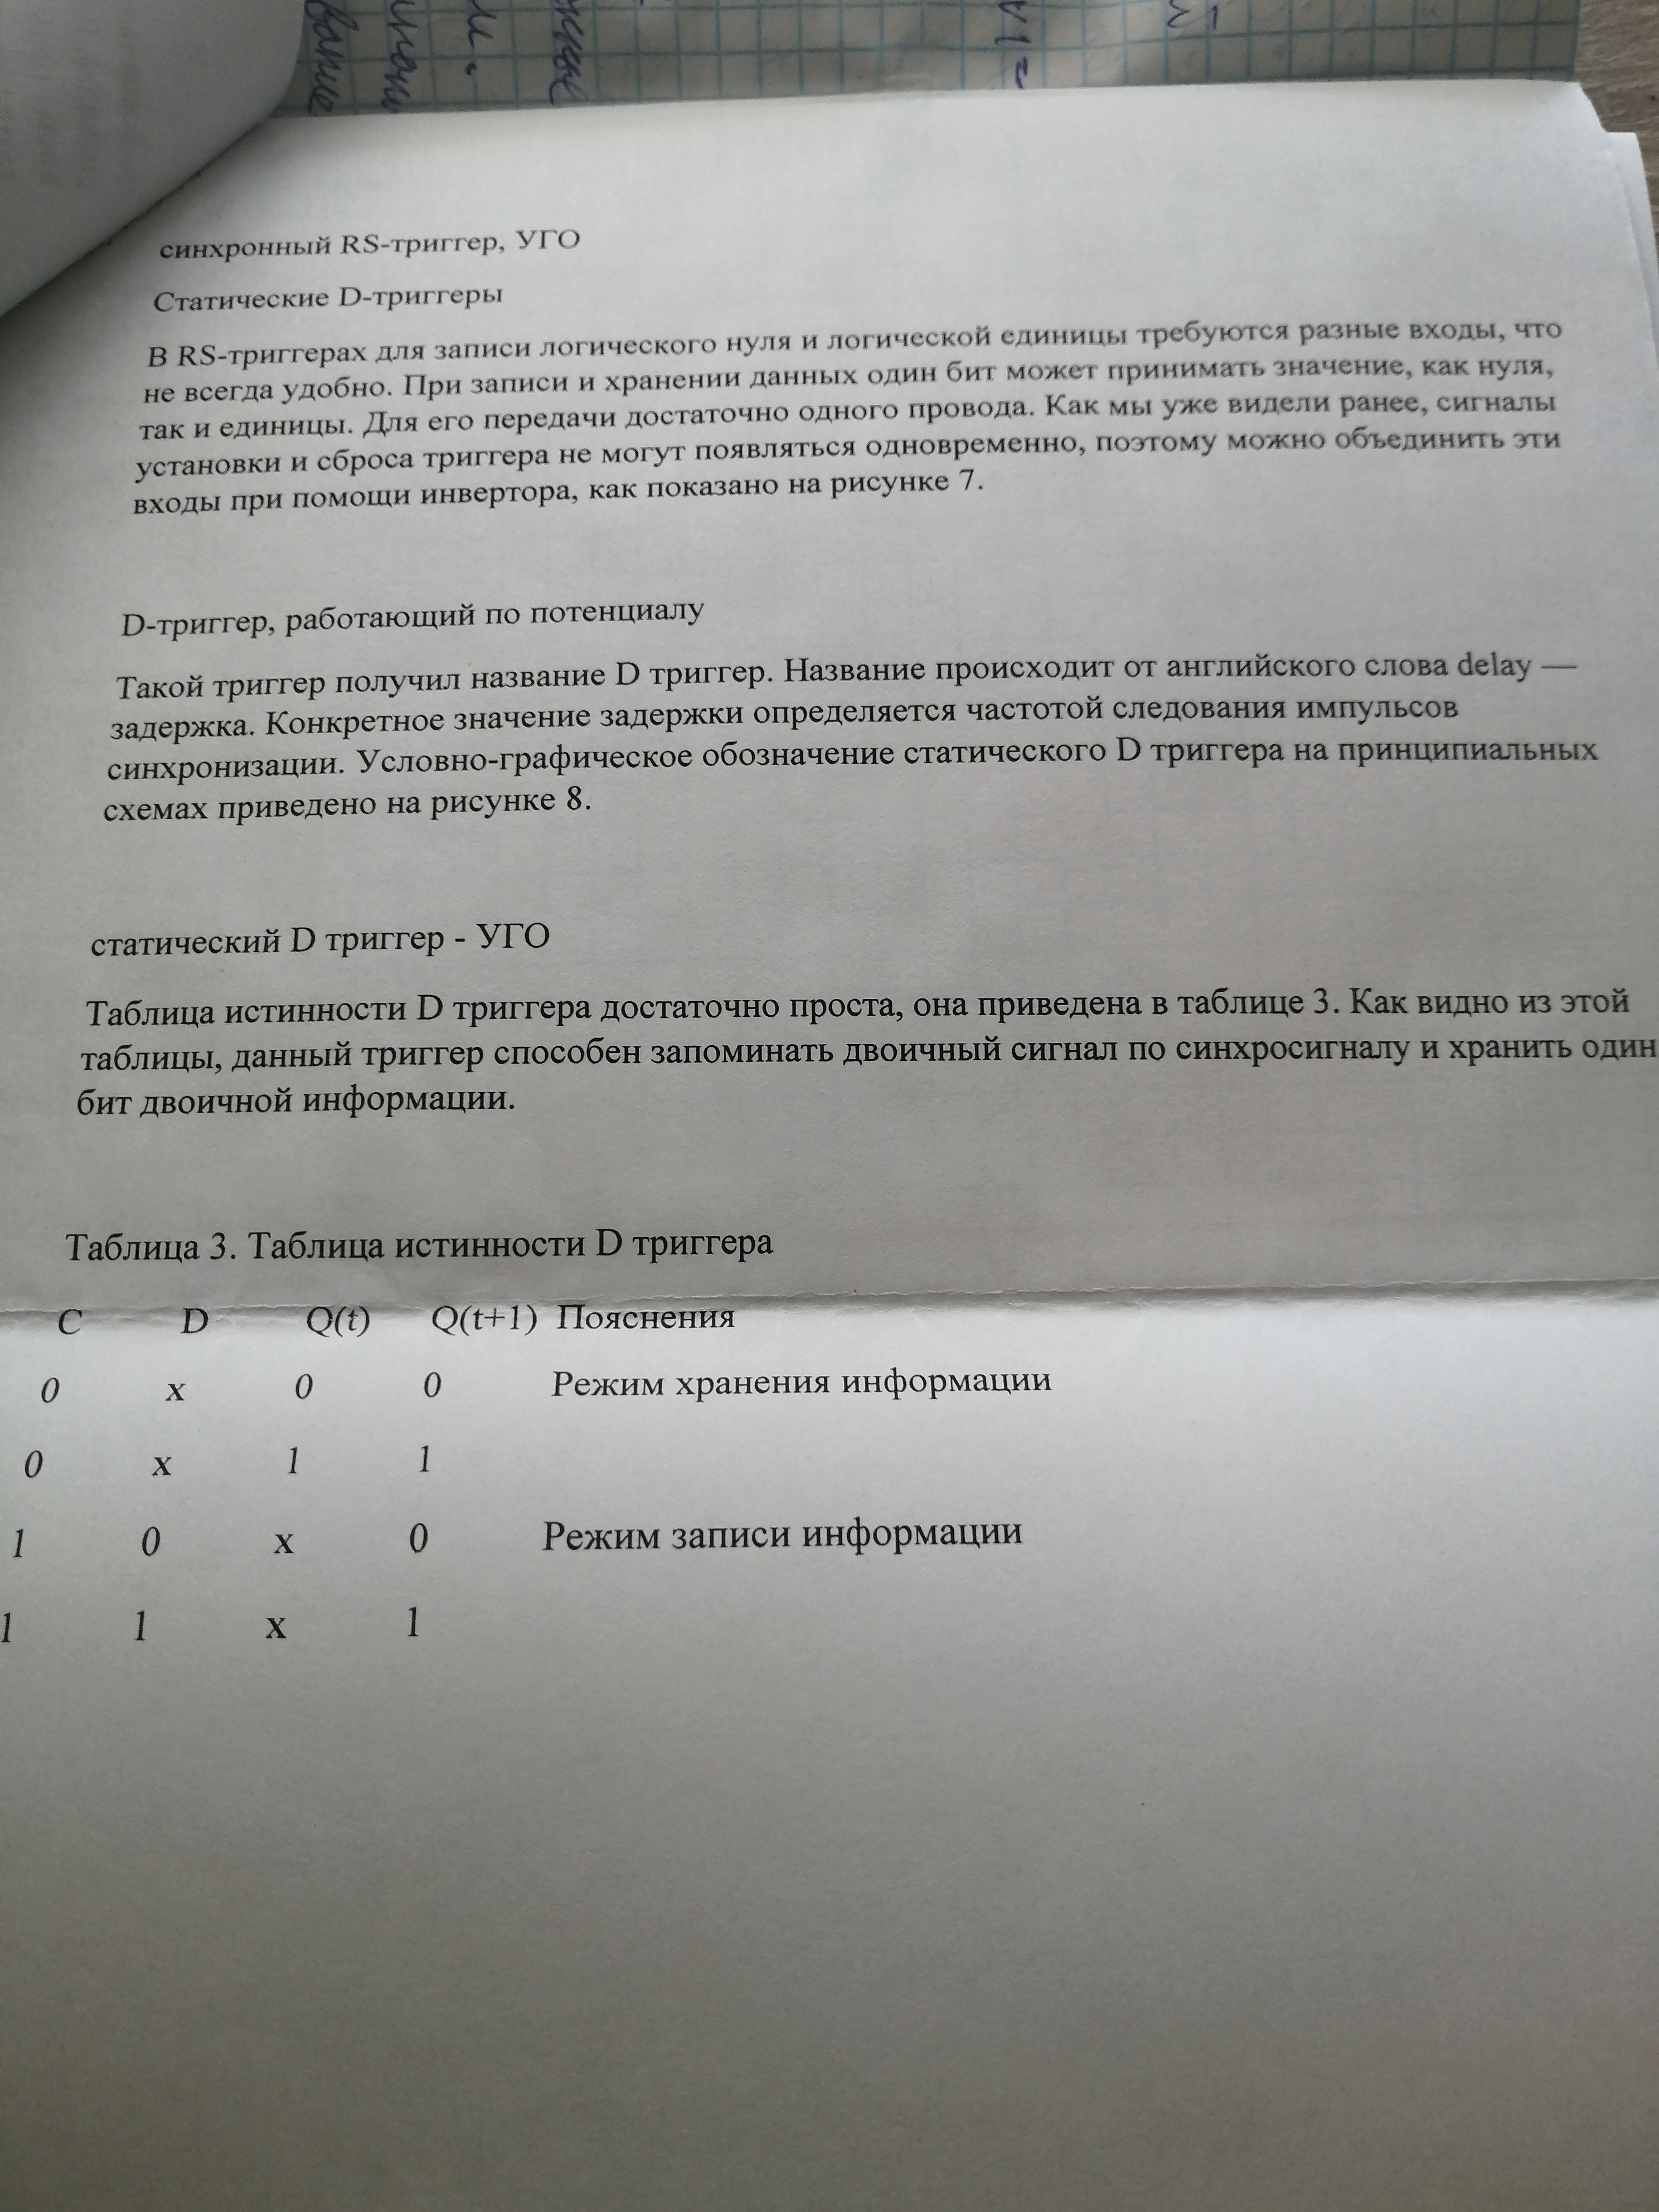 синхронный RS-триггер, УГО
Статические D-триггеры
В RS-триггерах для записи логического нуля и логической единицы требуются разные входы, что
не всегда удобно. При записи и хранении данных один бит может принимать значение, как нуля,
так и единицы. Для его передачи достаточно одного провода. Как мы уже видели ранее, сигналы
установки и сброса триггера не могут появляться одновременно, поэтому можно объединить эти
входы при помощи инвертора, как показано на рисунке 7.
D-триггер, работающий по потенциалу
Такой триггер получил название D триггер. Название происходит от английского слова delay —
задержка. Конкретное значение задержки определяется частотой следования импульсов
синхронизации. Условно-графическое обозначение статического D триггера на принципиальных
схемах приведено на рисунке 8.
статический D триггер - УГО
Таблица истинности D триггера достаточно проста, она приведена в таблице 3. Как видно из этой
таблицы, данный триггер способен запоминать двоичный сигнал по синхросигналу и хранить один
бит двоичной информации.
Таблица 3. Таблица истинности D триггера
C D Q(t) Q(t+1) Пояснения
0 x 0 0 Режим хранения информации
0 x 1 1
1 0 x 0 Режим записи информации
1 1 x 1